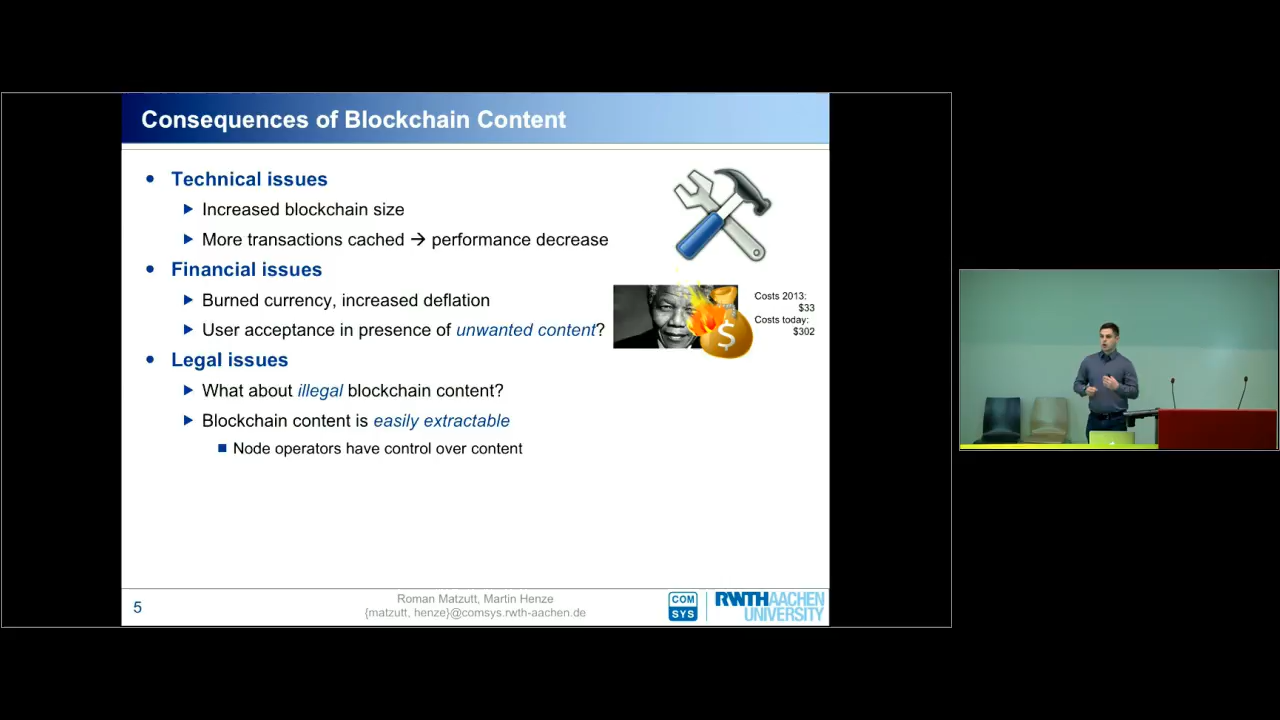 Consequences of Blockchain Content
Technical issues
Increased blockchain size
More transactions cached → performance decrease
Financial issues
Burned currency, increased deflation
User acceptance in presence of unwanted content?
Costs 2013:
$33
Costs today:
$302
$
Legal issues
What about illegal blockchain content?
Blockchain content is easily extractable
Node operators have control over content
5
Roman Matzutt, Martin Henze
{matzutt, henze}@comsys.rwth-aachen.de
COM
SYS
RWTHAACHEN
UNIVERSITY